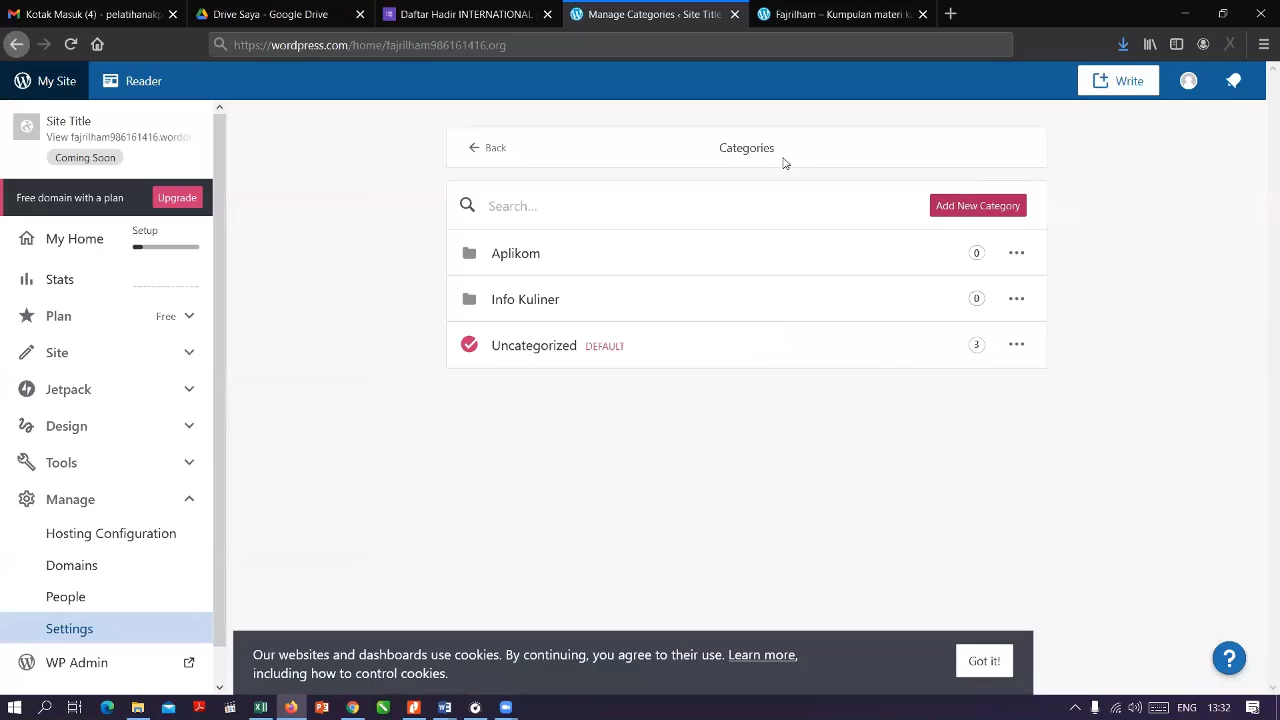 Kotak Masuk (4) - pelatihanakp
Drive Saya - Google Drive
Daftar Hadir INTERNATIONAL
Manage Categories ‹ Site Title
Fajrilham – Kumpulan materi k
https://wordpress.com/home/fajrilham986161416.org
My Site
Reader
Write
Site Title
View fajrilham986161416.wordpr
Coming Soon
Free domain with a plan
Upgrade
My Home
Setup
Stats
Plan
Free
Site
Jetpack
Design
Tools
Manage
Hosting Configuration
Domains
People
Settings
WP Admin
Back
Categories
Search...
Add New Category
Aplikom
0
Info Kuliner
0
Uncategorized DEFAULT
3
Our websites and dashboards use cookies. By continuing, you agree to their use. Learn more,
including how to control cookies.
Got it!
?
ENG
13:32